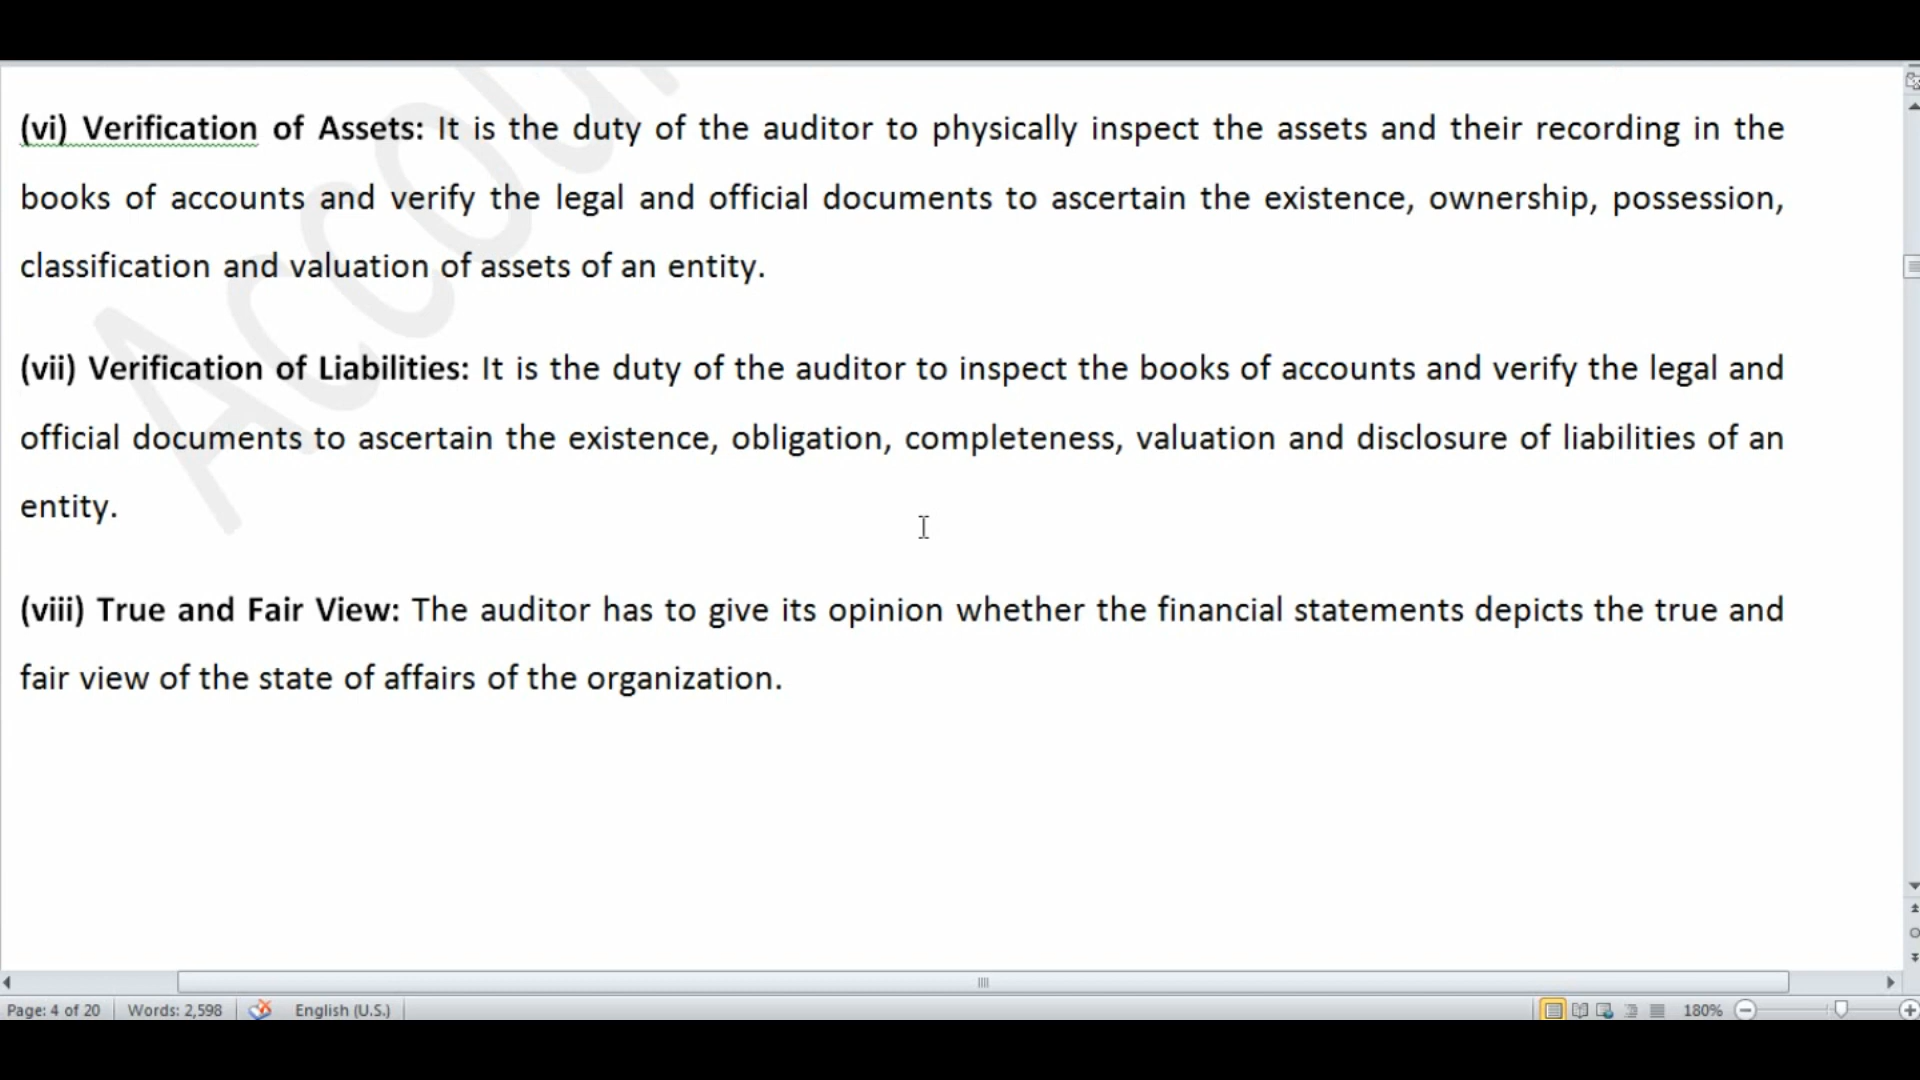 (vi) Verification of Assets: It is the duty of the auditor to physically inspect the assets and their recording in the
books of accounts and verify the legal and official documents to ascertain the existence, ownership, possession,
classification and valuation of assets of an entity.
(vii) Verification of Liabilities: It is the duty of the auditor to inspect the books of accounts and verify the legal and
official documents to ascertain the existence, obligation, completeness, valuation and disclosure of liabilities of an
entity.
(viii) True and Fair View: The auditor has to give its opinion whether the financial statements depicts the true and
fair view of the state of affairs of the organization.
Page: 4 of 20 Words: 2,598 English (U.S.) 180%